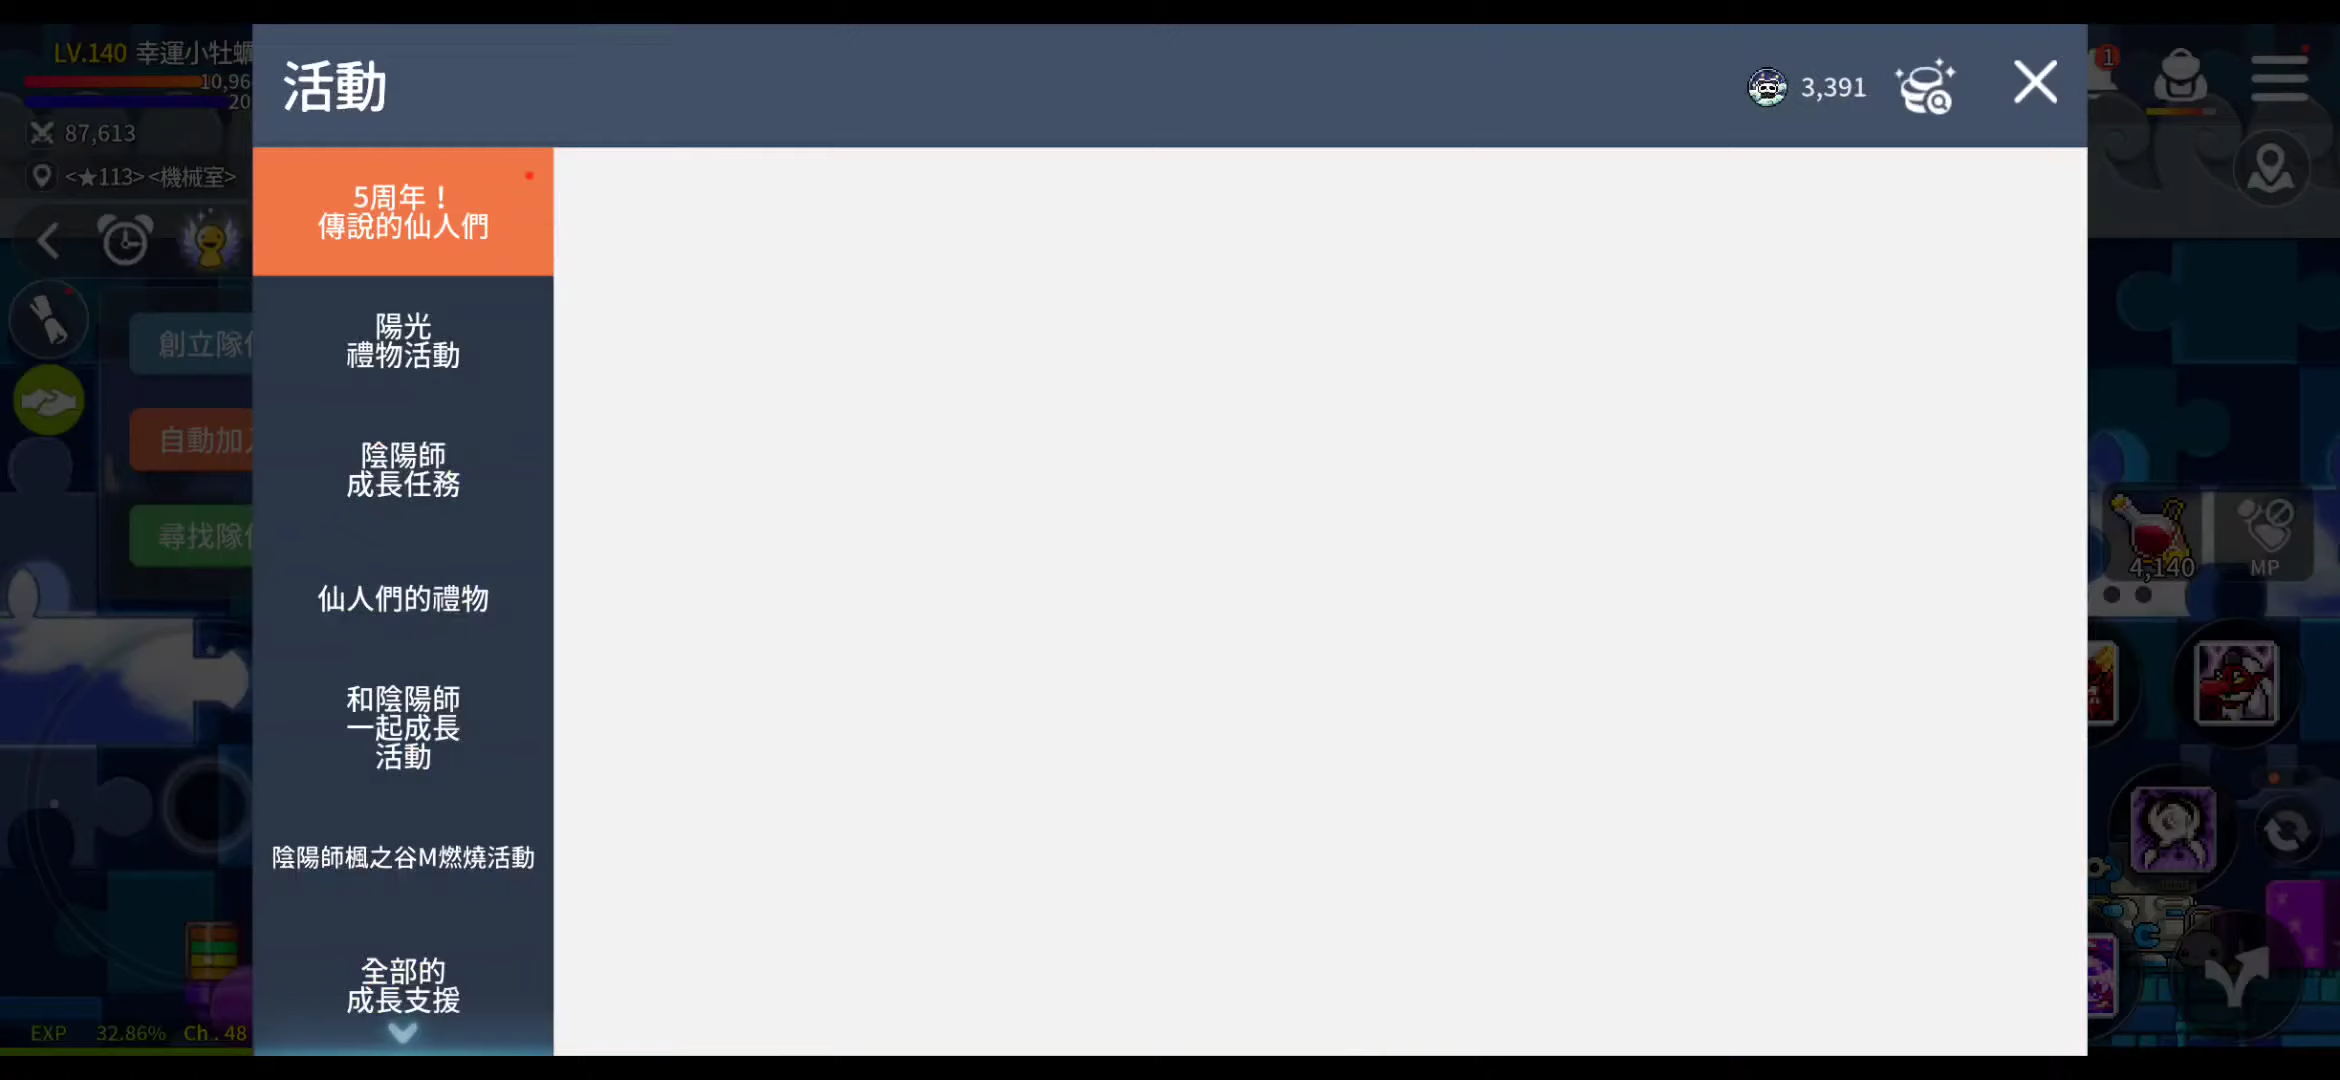 LV.140 幸運小牡蠣
10,96
20
87,613
<★113><機械室>
活動
3,391
1
5周年！
傳說的仙人們
陽光
禮物活動
陰陽師
成長任務
仙人們的禮物
和陰陽師
一起成長
活動
陰陽師楓之谷M燃燒活動
全部的
成長支援
創立隊伍
自動加入
尋找隊伍
4,140
MP
EXP 32.86% Ch. 48